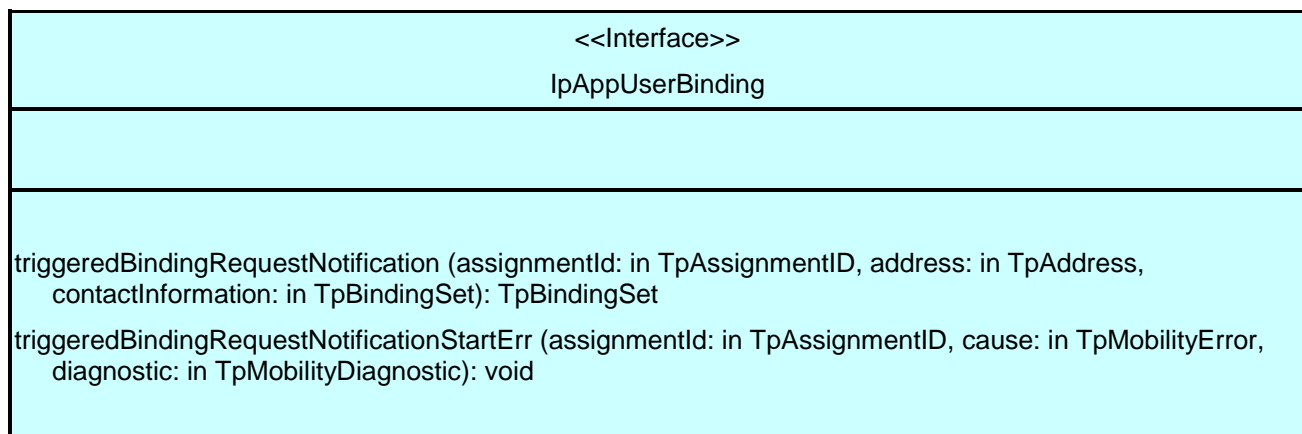 <<Interface>>
IpAppUserBinding
triggeredBindingRequestNotification (assignmentId: in TpAssignmentID, address: in TpAddress,
contactInformation: in TpBindingSet): TpBindingSet
triggeredBindingRequestNotificationStartErr (assignmentId: in TpAssignmentID, cause: in TpMobilityError,
diagnostic: in TpMobilityDiagnostic): void